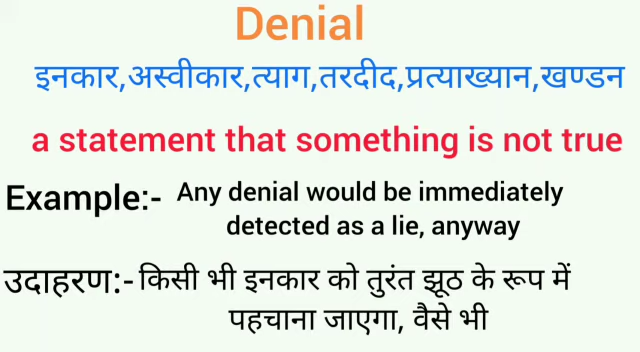 Denial
इनकार,अस्वीकार,त्याग,तरदीद,प्रत्याख्यान,खण्डन
a statement that something is not true
Example:- Any denial would be immediately
detected as a lie, anyway
उदाहरण:- किसी भी इनकार को तुरंत झूठ के रूप में
पहचाना जाएगा, वैसे भी